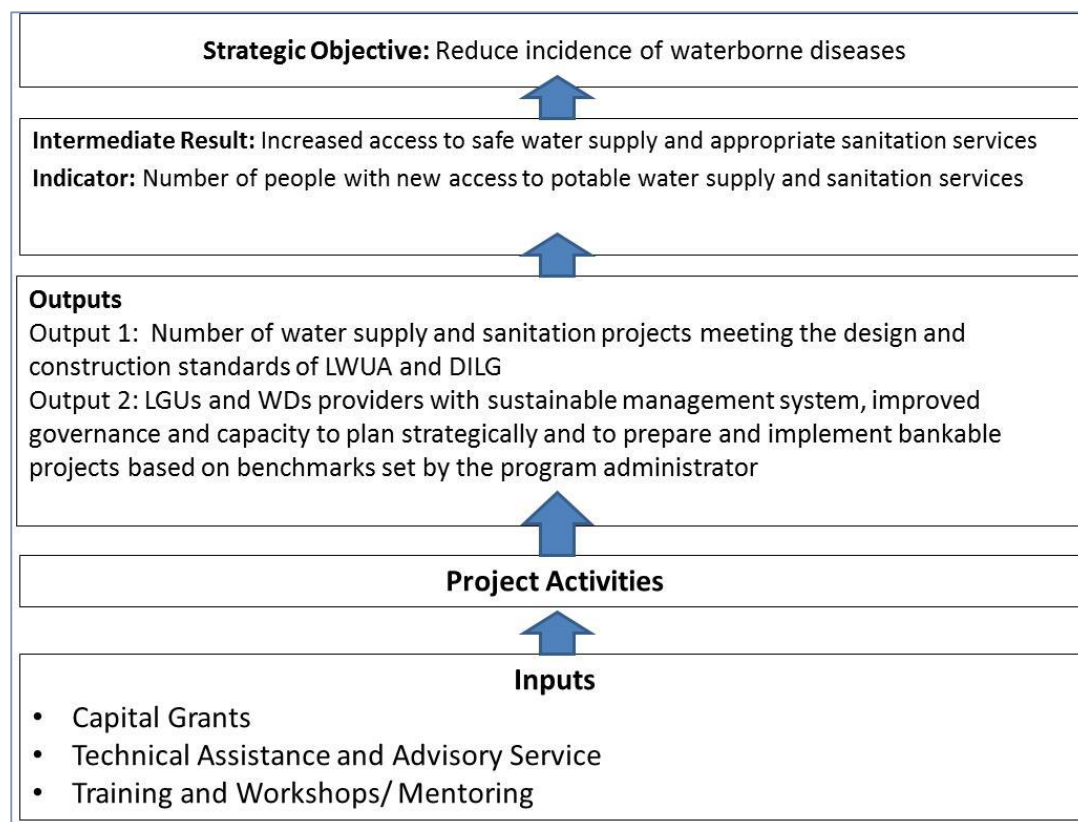 Strategic Objective: Reduce incidence of waterborne diseases
Intermediate Result: Increased access to safe water supply and appropriate sanitation services
Indicator: Number of people with new access to potable water supply and sanitation services
Outputs
Output 1:  Number of water supply and sanitation projects meeting the design and
construction standards of LWUA and DILG
Output 2: LGUs and WDs providers with sustainable management system, improved
governance and capacity to plan strategically and to prepare and implement bankable
projects based on benchmarks set by the program administrator
Project Activities
Inputs
• Capital Grants
• Technical Assistance and Advisory Service
• Training and Workshops/ Mentoring